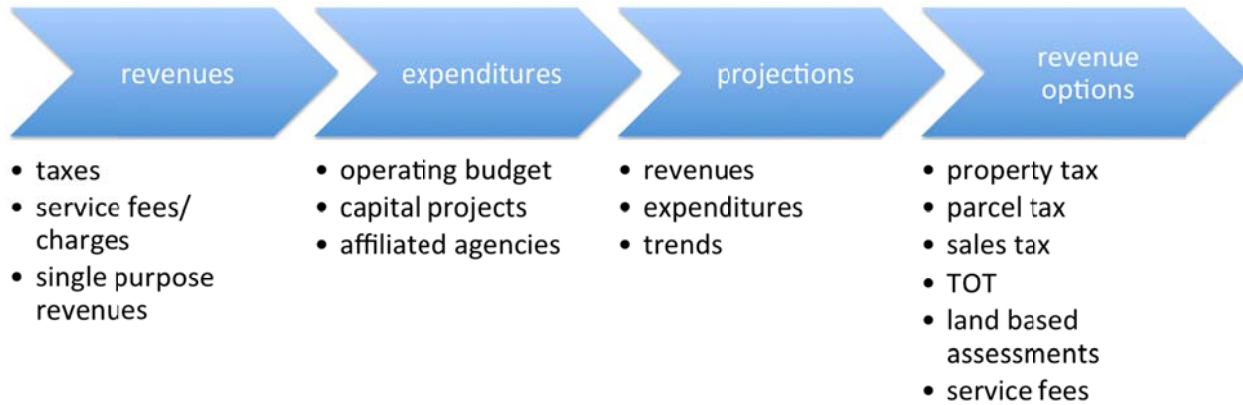 revenues
• taxes
• service fees/
charges
• single purpose
revenues
expenditures
• operating budget
• capital projects
• affiliated agencies
projections
• revenues
• expenditures
• trends
revenue
options
• property tax
• parcel tax
• sales tax
• TOT
• land based
assessments
• service fees